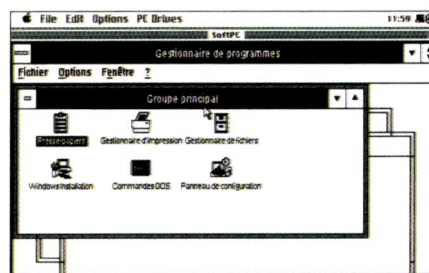 File Edit Options PC Drives 11:59
SoftPC
Gestionnaire de programmes
Fichier Options Fenêtre ?
Groupe principal
Presse-papiers Gestionnaire d'impression Gestionnaire de fichiers
Windows Installation Commandes DOS Panneau de configuration